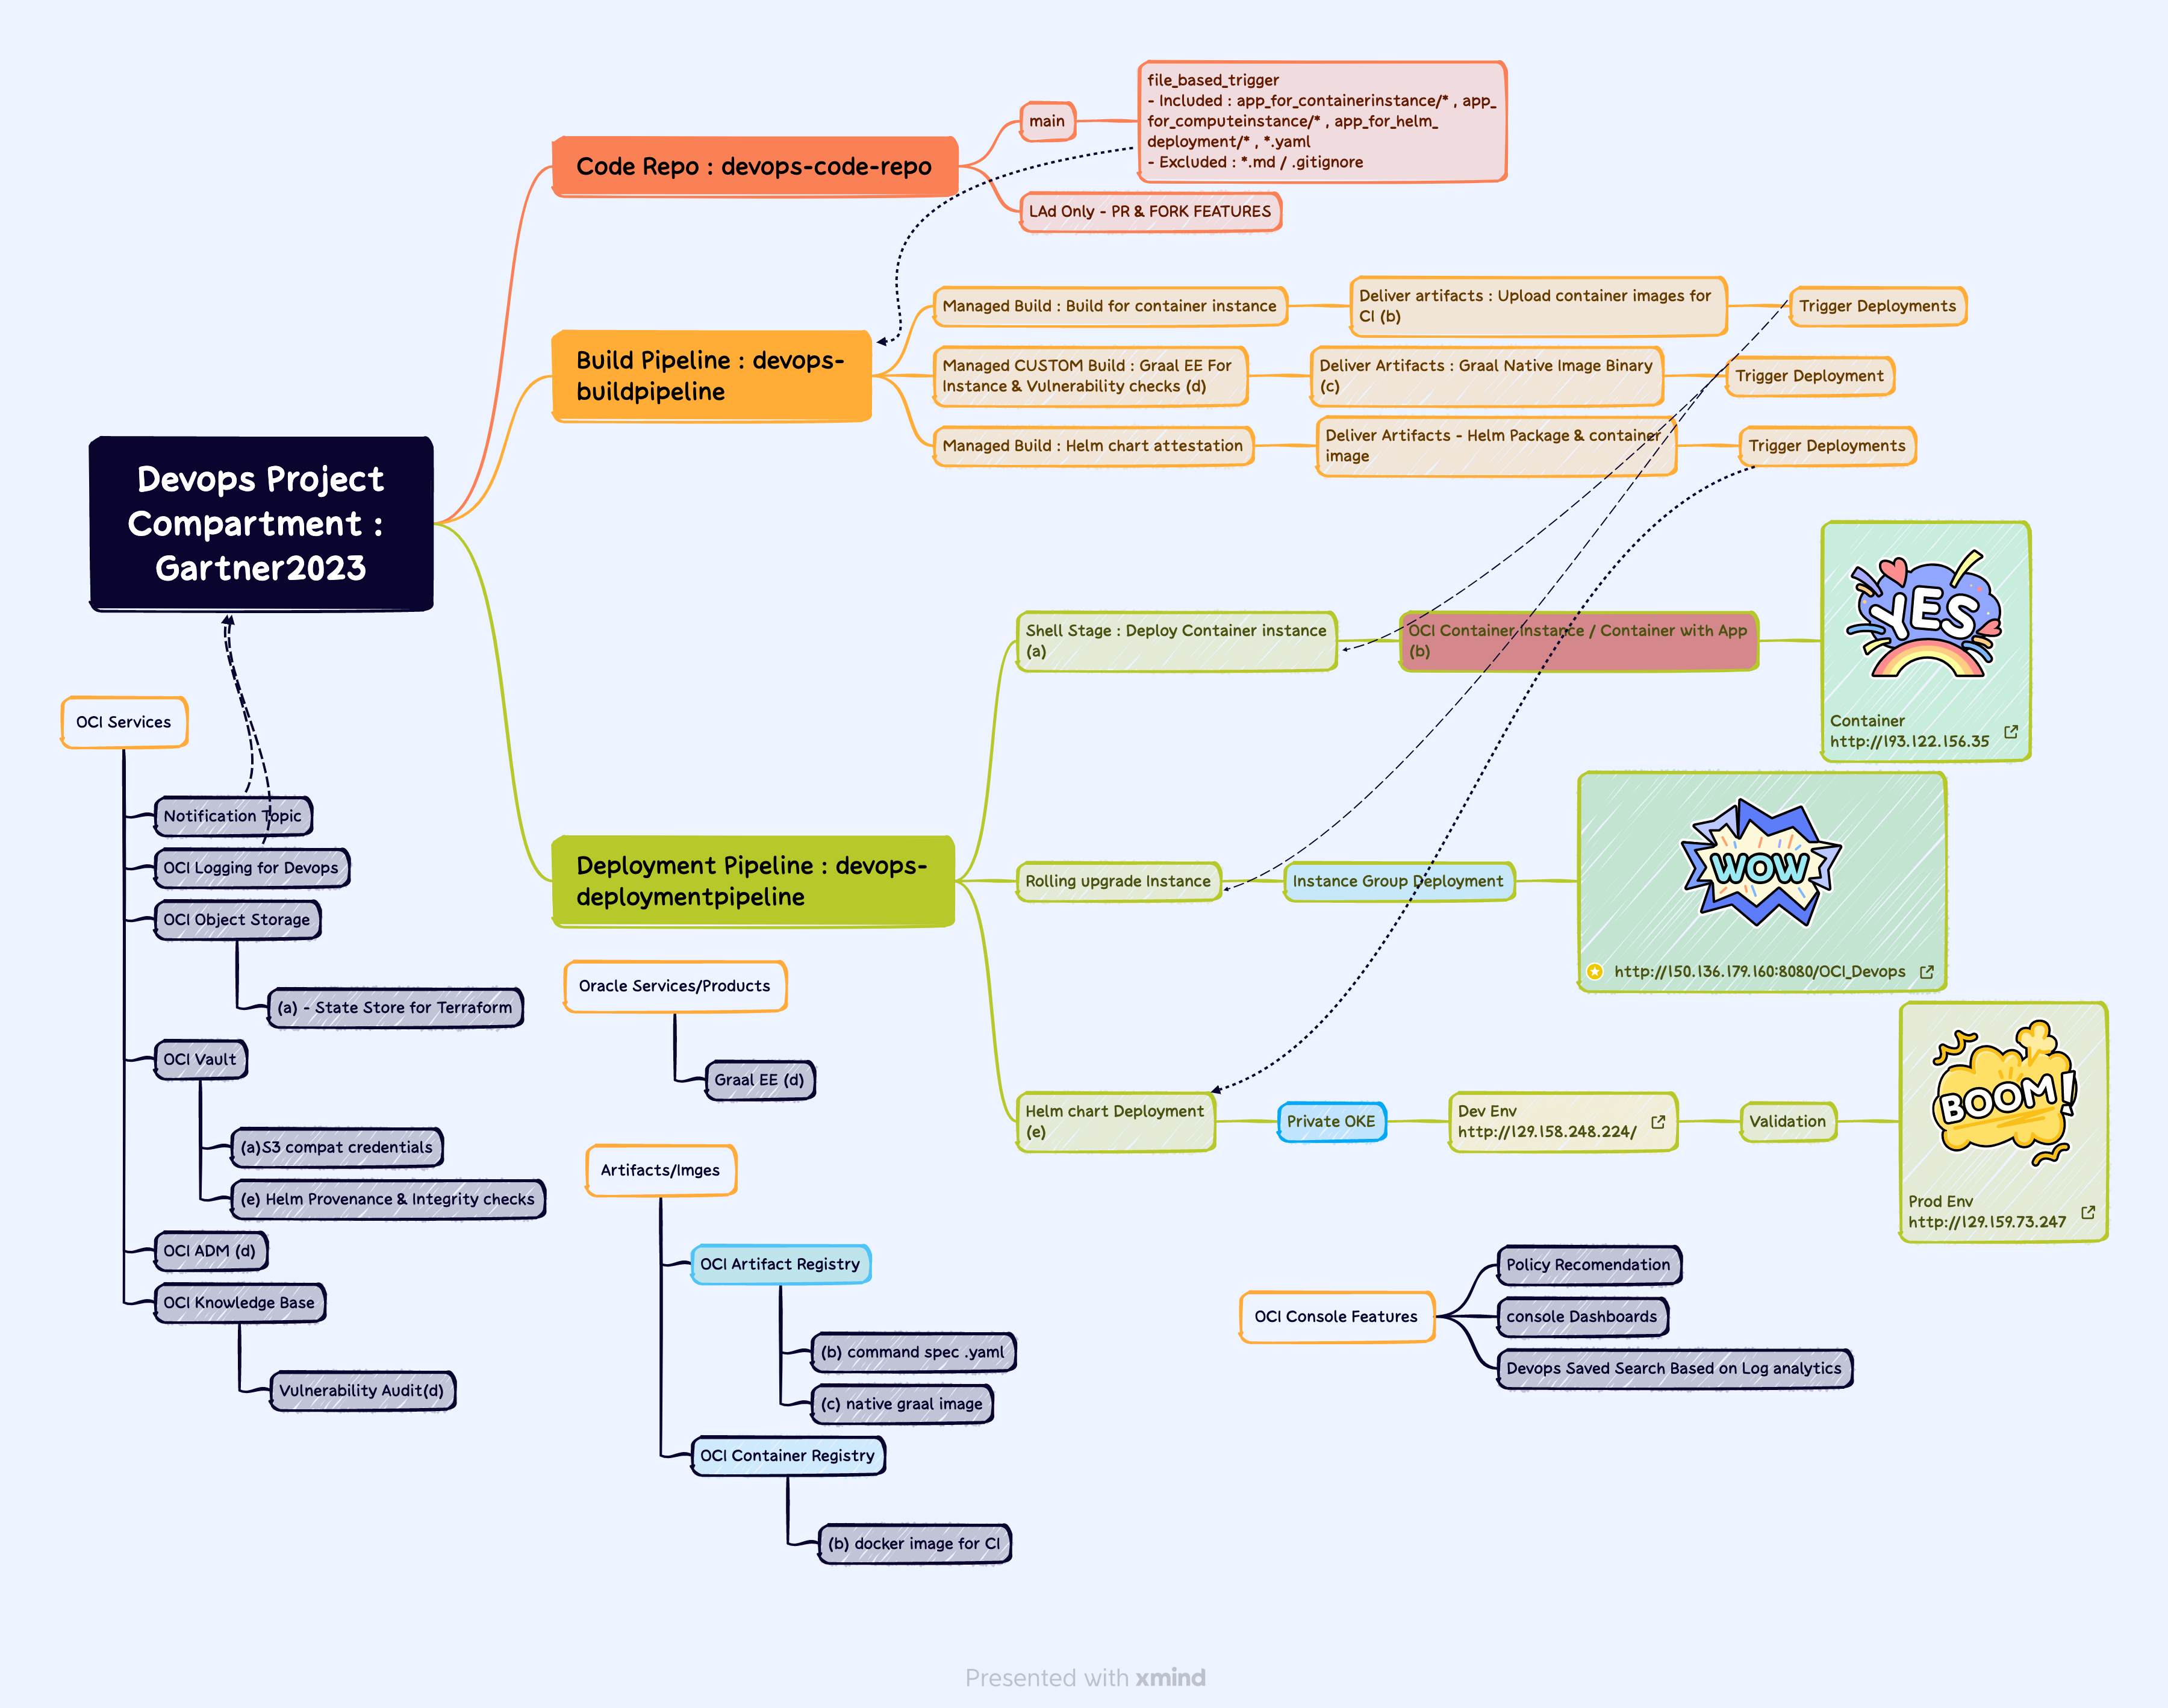 file_based_trigger
- Included : app_for_containerinstance/* , app_
for_computeinstance/* , app_for_helm_
deployment/* , *.yaml
- Excluded : *.md / .gitignore
main
Code Repo : devops-code-repo
LAd Only - PR & FORK FEATURES
Managed Build : Build for container instance
Deliver artifacts : Upload container images for
CI (b)
Trigger Deployments
Build Pipeline : devops-
buildpipeline
Managed CUSTOM Build : Graal EE For
Instance & Vulnerability checks (d)
Deliver Artifacts : Graal Native Image Binary
(c)
Trigger Deployment
Managed Build : Helm chart attestation
Deliver Artifacts - Helm Package & container
image
Trigger Deployments
Devops Project
Compartment :
Gartner2023
Shell Stage : Deploy Container instance
(a)
OCI Container Instance / Container with App
(b)
YES
Container
http://193.122.156.35
Deployment Pipeline : devops-
deploymentpipeline
Rolling upgrade Instance
Instance Group Deployment
WOW
http://150.136.179.160:8080/OCI_Devops
Helm chart Deployment
(e)
Private OKE
Dev Env
http://129.158.248.224/
Validation
BOOM!
Prod Env
http://129.159.73.247
OCI Services
Notification Topic
OCI Logging for Devops
OCI Object Storage
(a) - State Store for Terraform
OCI Vault
(a)S3 compat credentials
(e) Helm Provenance & Integrity checks
OCI ADM (d)
OCI Knowledge Base
Vulnerability Audit(d)
Oracle Services/Products
Graal EE (d)
Artifacts/Imges
OCI Artifact Registry
(b) command spec .yaml
(c) native graal image
OCI Container Registry
(b) docker image for CI
OCI Console Features
Policy Recomendation
console Dashboards
Devops Saved Search Based on Log analytics
Presented with xmind